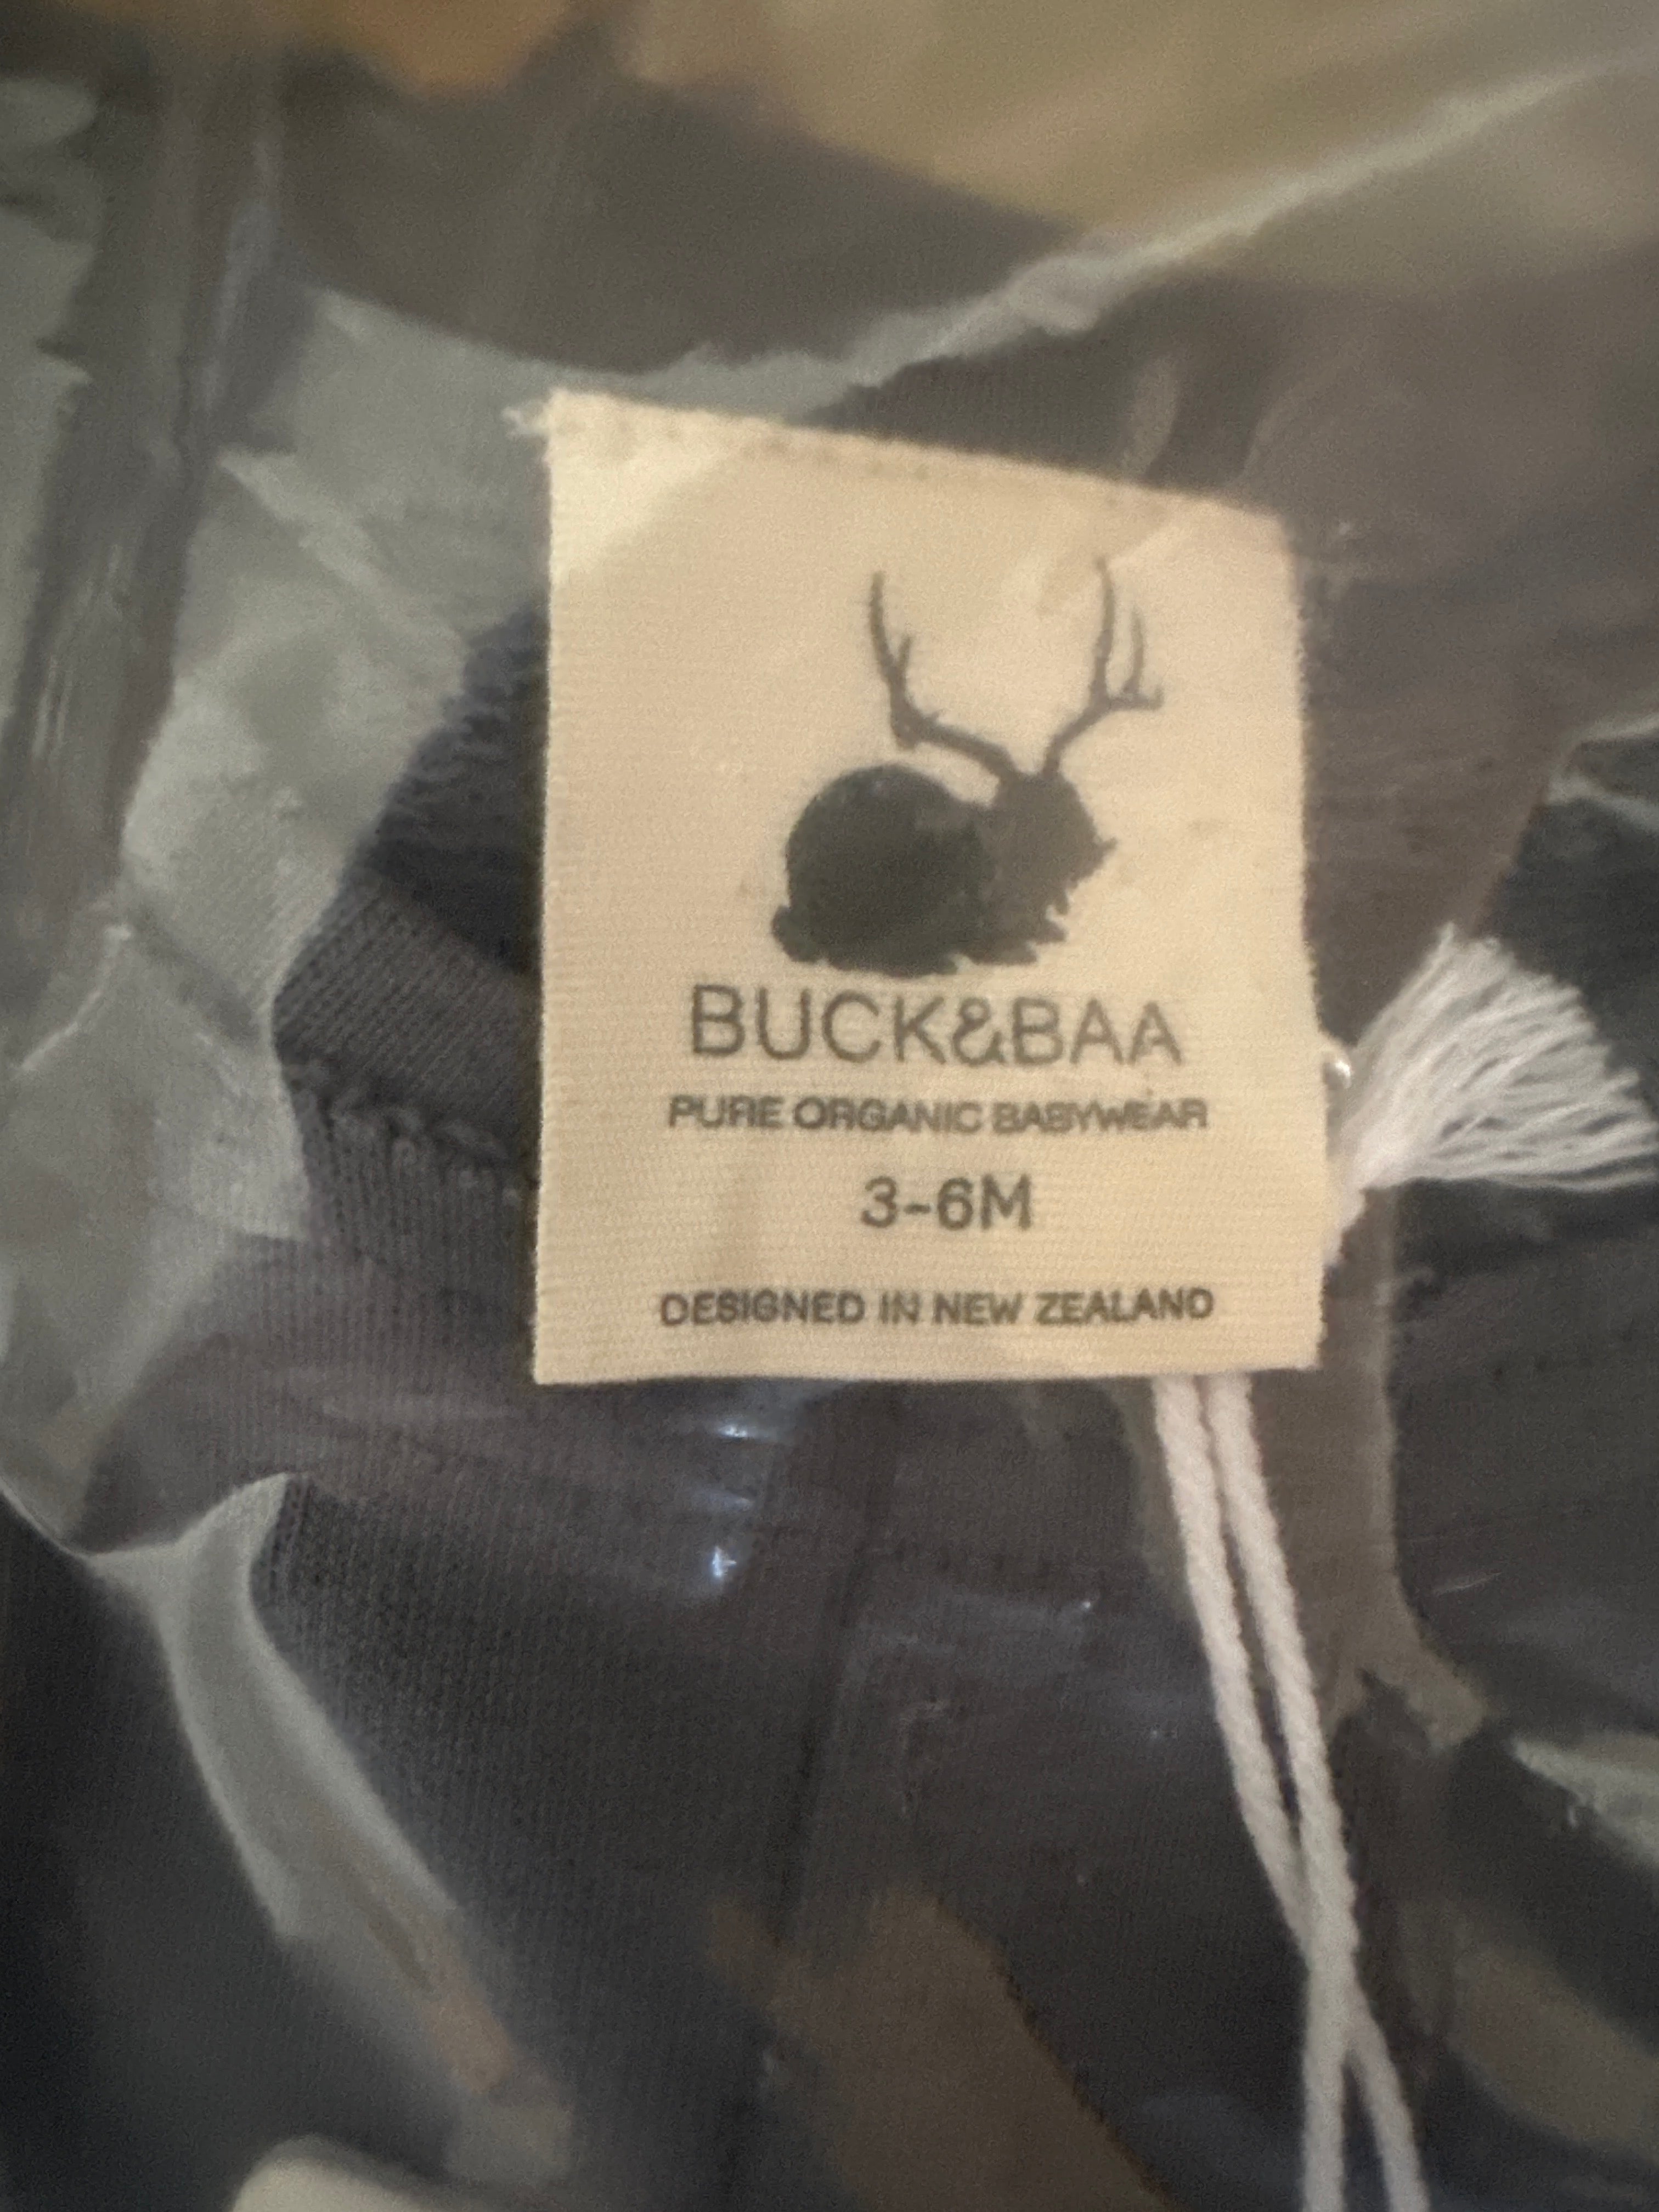 BUCK&BAA
PURE ORGANIC BABYWEAR
3-6M
DESIGNED IN NEW ZEALAND